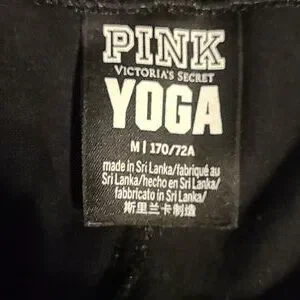 PINK
VICTORIA'S SECRET
YOGA
M | 170/72A
made in Sri Lanka/fabriqué au
Sri Lanka/hecho en Sri Lanka/
fabbricato in Sri Lanka/
斯里兰卡制造